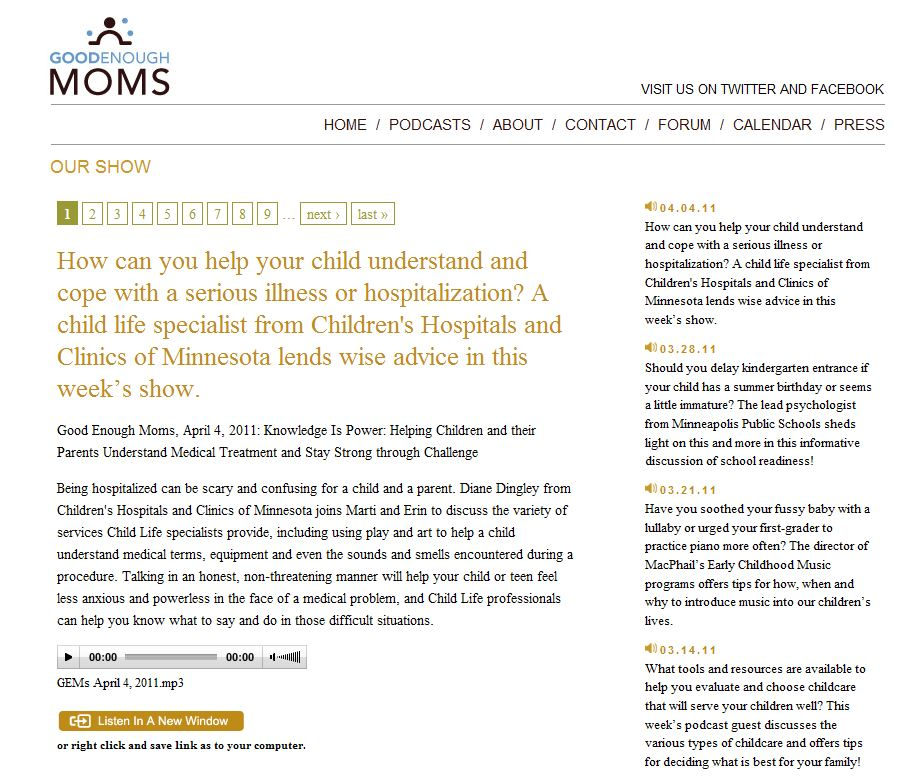 GOODENOUGH
MOMS
VISIT US ON TWITTER AND FACEBOOK
HOME / PODCASTS / ABOUT / CONTACT / FORUM / CALENDAR / PRESS
OUR SHOW
1 2 3 4 5 6 7 8 9 … next › last »
How can you help your child understand and
cope with a serious illness or hospitalization? A
child life specialist from Children's Hospitals and
Clinics of Minnesota lends wise advice in this
week’s show.
Good Enough Moms, April 4, 2011: Knowledge Is Power: Helping Children and their
Parents Understand Medical Treatment and Stay Strong through Challenge
Being hospitalized can be scary and confusing for a child and a parent. Diane Dingley from
Children's Hospitals and Clinics of Minnesota joins Marti and Erin to discuss the variety of
services Child Life specialists provide, including using play and art to help a child
understand medical terms, equipment and even the sounds and smells encountered during a
procedure. Talking in an honest, non-threatening manner will help your child or teen feel
less anxious and powerless in the face of a medical problem, and Child Life professionals
can help you know what to say and do in those difficult situations.
00:00 00:00
GEMs April 4, 2011.mp3
Listen In A New Window
or right click and save link as to your computer.
04.04.11
How can you help your child understand
and cope with a serious illness or
hospitalization? A child life specialist from
Children's Hospitals and Clinics of
Minnesota lends wise advice in this
week’s show.
03.28.11
Should you delay kindergarten entrance if
your child has a summer birthday or seems
a little immature? The lead psychologist
from Minneapolis Public Schools sheds
light on this and more in this informative
discussion of school readiness!
03.21.11
Have you soothed your fussy baby with a
lullaby or urged your first-grader to
practice piano more often? The director of
MacPhail’s Early Childhood Music
programs offers tips for how, when and
why to introduce music into our children’s
lives.
03.14.11
What tools and resources are available to
help you evaluate and choose childcare
that will serve your children well? This
week’s podcast guest discusses the
various types of childcare and offers tips
for deciding what is best for your family!